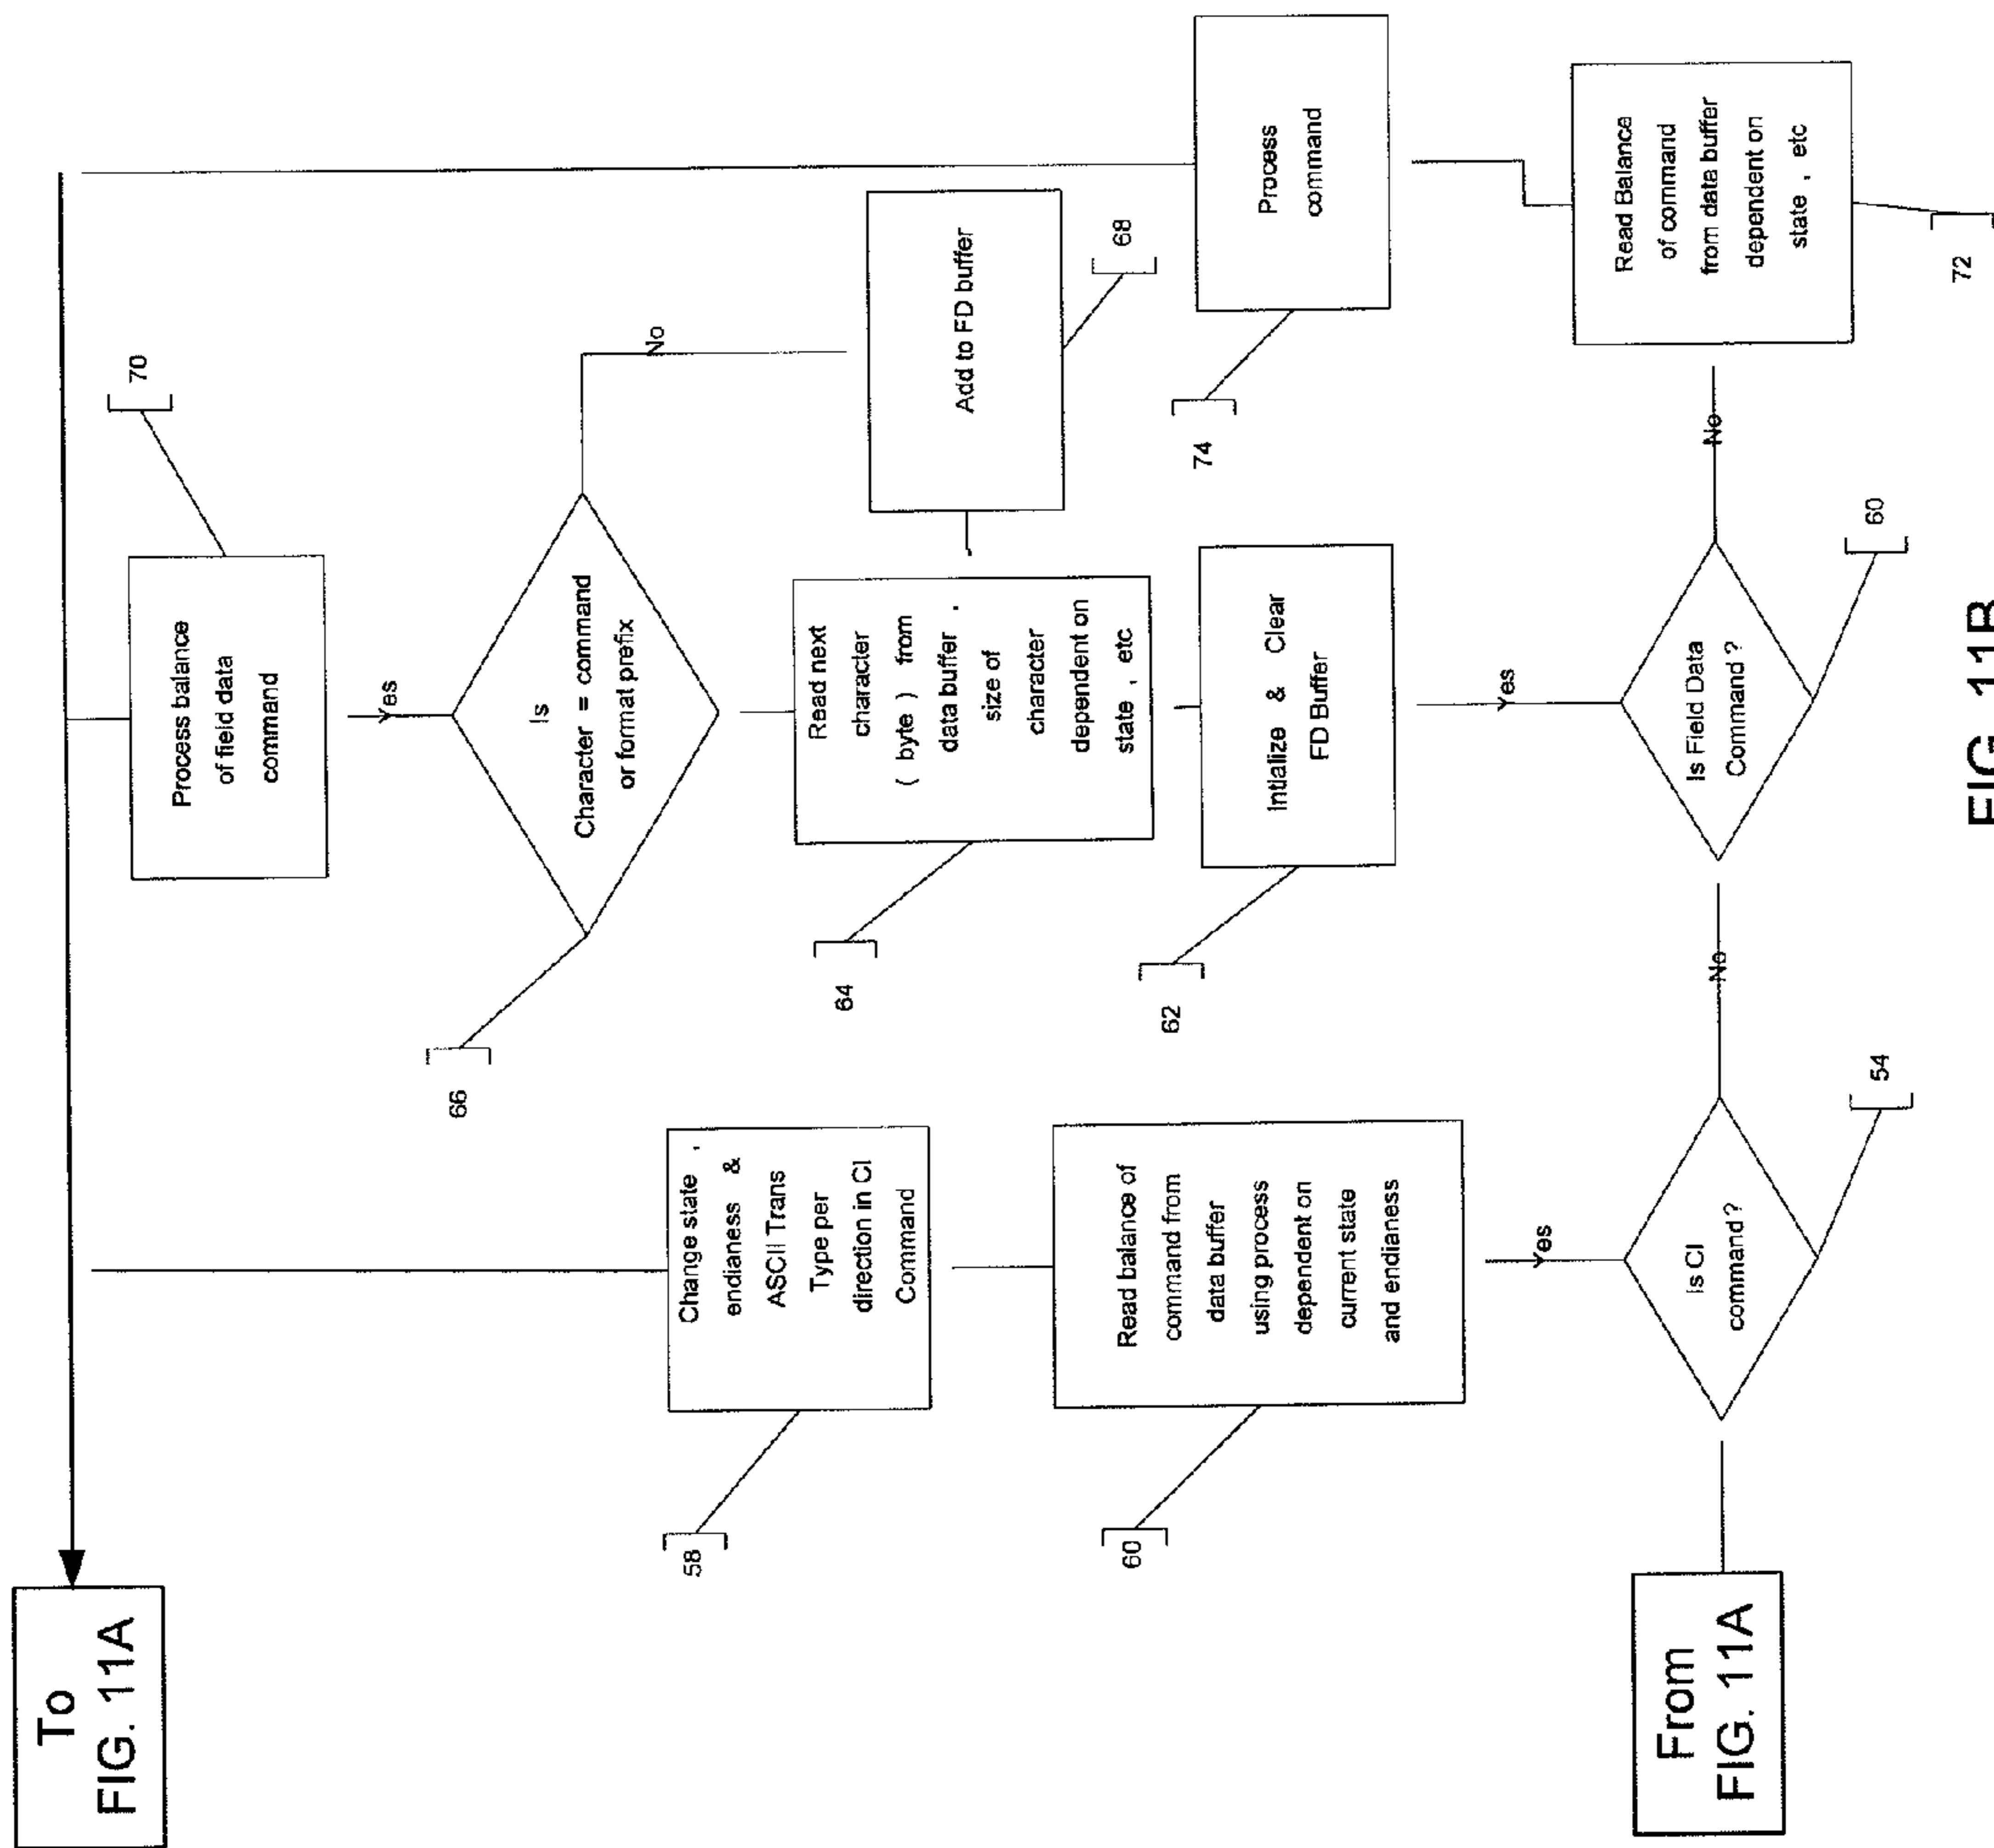 To
FIG. 11A
From
FIG. 11A
Change state ,
endianess &
ASCII Trans
Type per
direction in CI
Command
58
Read balance of
command from
data buffer
using process
dependent on
current state
and endianess
60
Yes
Is CI
command?
54
No
Process balance
of field data
command
70
Yes
Is
Character = command
or format prefix
66
No
Read next
character
( byte ) from
data buffer .
size of
character
dependent on
state , etc
64
Add to FD buffer
68
Intialize & Clear
FD Buffer
62
Yes
Is Field Data
Command?
60
No
Process
command
74
Read Balance
of command
from data buffer
dependent on
state , etc
72
FIG. 11B